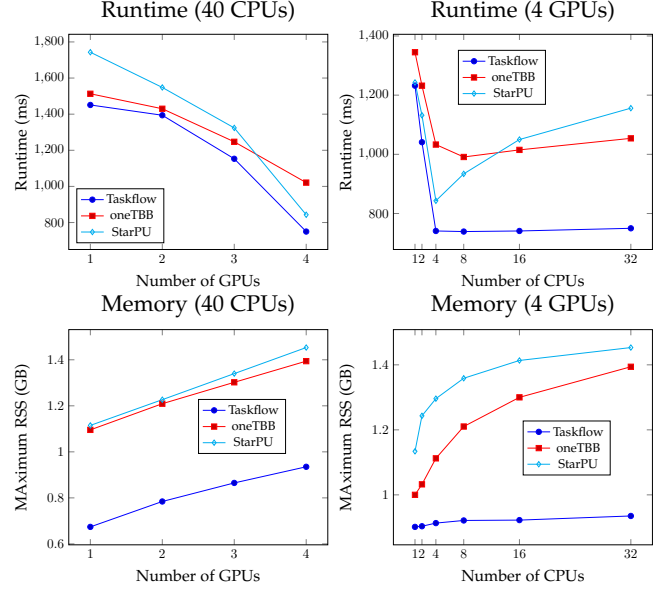 Runtime (40 CPUs)
1,800
1,600
1,400
1,200
1,000
800
Runtime (ms)
Taskflow
oneTBB
StarPU
1 2 3 4
Number of GPUs
Runtime (4 GPUs)
1,400
1,200
1,000
800
Runtime (ms)
Taskflow
oneTBB
StarPU
1 2 4 8 16 32
Number of CPUs
Memory (40 CPUs)
1.4
1.2
1
0.8
0.6
MAximum RSS (GB)
Taskflow
oneTBB
StarPU
1 2 3 4
Number of GPUs
Memory (4 GPUs)
1.4
1.2
1
MAximum RSS (GB)
Taskflow
oneTBB
StarPU
1 2 4 8 16 32
Number of CPUs